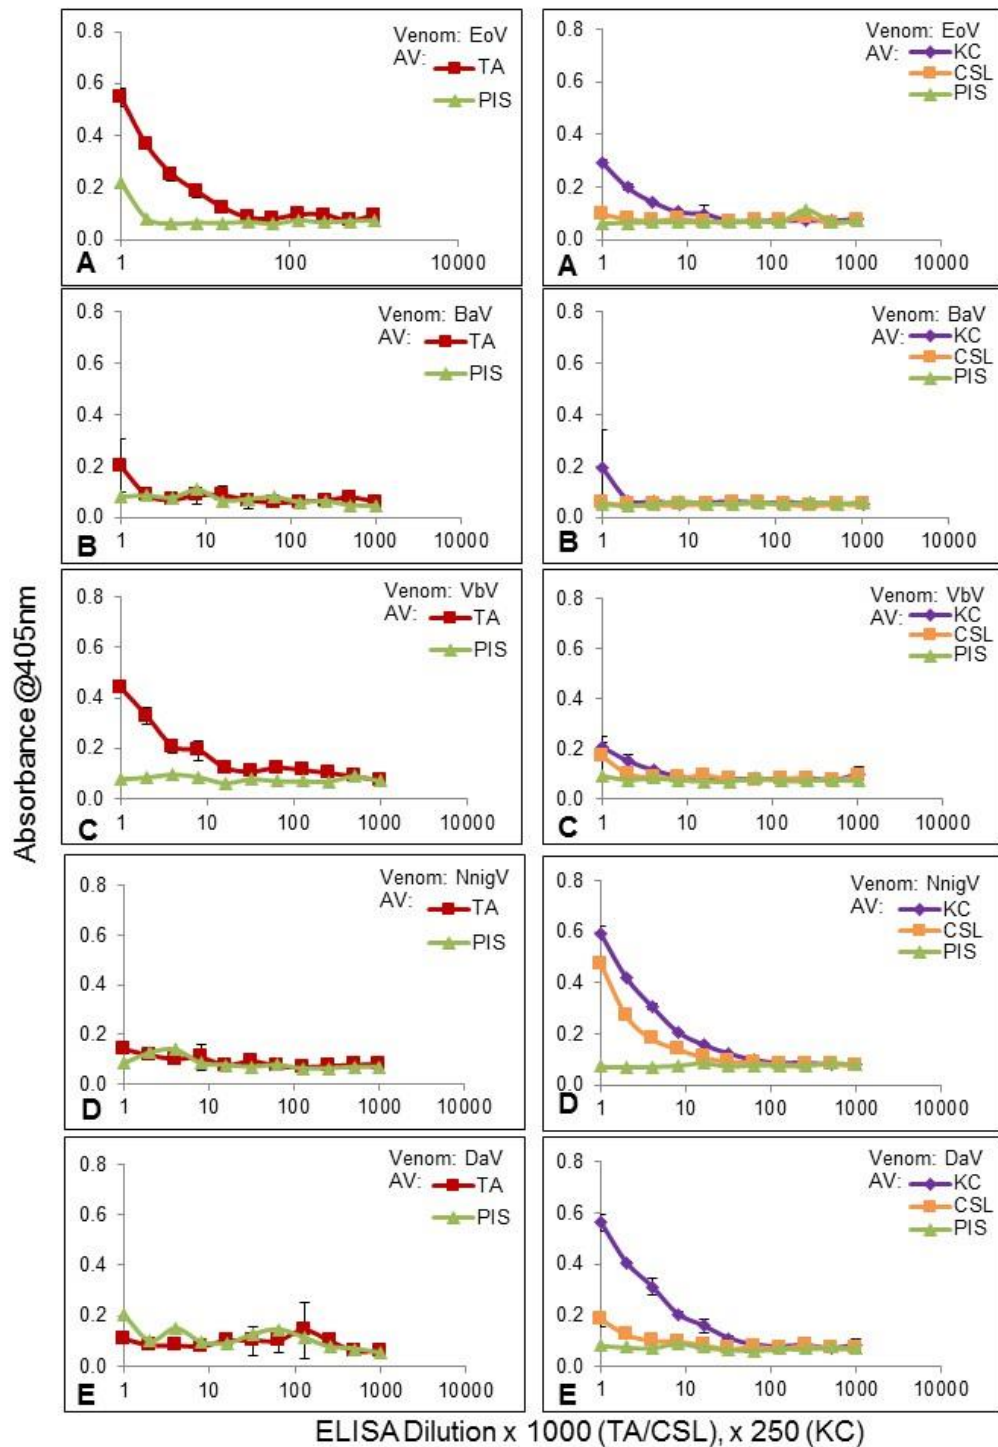 Absorbance @405nm
0.8
0.6
0.4
0.2
0.0
1
100
10000
A
Venom: EoV
AV:
TA
PIS
0.8
0.6
0.4
0.2
0.0
1
10
100
1000
10000
A
Venom: EoV
AV:
KC
CSL
PIS
0.8
0.6
0.4
0.2
0.0
1
10
100
1000
10000
B
Venom: BaV
AV:
TA
PIS
0.8
0.6
0.4
0.2
0.0
1
10
100
1000
10000
B
Venom: BaV
AV:
KC
CSL
PIS
0.8
0.6
0.4
0.2
0.0
1
10
100
1000
10000
C
Venom: VbV
AV:
TA
PIS
0.8
0.6
0.4
0.2
0.0
1
10
100
1000
10000
C
Venom: VbV
AV:
KC
CSL
PIS
0.8
0.6
0.4
0.2
0.0
1
10
100
1000
10000
D
Venom: NnigV
AV:
TA
PIS
0.8
0.6
0.4
0.2
0.0
1
10
100
1000
10000
D
Venom: NnigV
AV:
KC
CSL
PIS
0.8
0.6
0.4
0.2
0.0
1
10
100
1000
10000
E
Venom: DaV
AV:
TA
PIS
0.8
0.6
0.4
0.2
0.0
1
10
100
1000
10000
E
Venom: DaV
AV:
KC
CSL
PIS
ELISA Dilution x 1000 (TA/CSL), x 250 (KC)